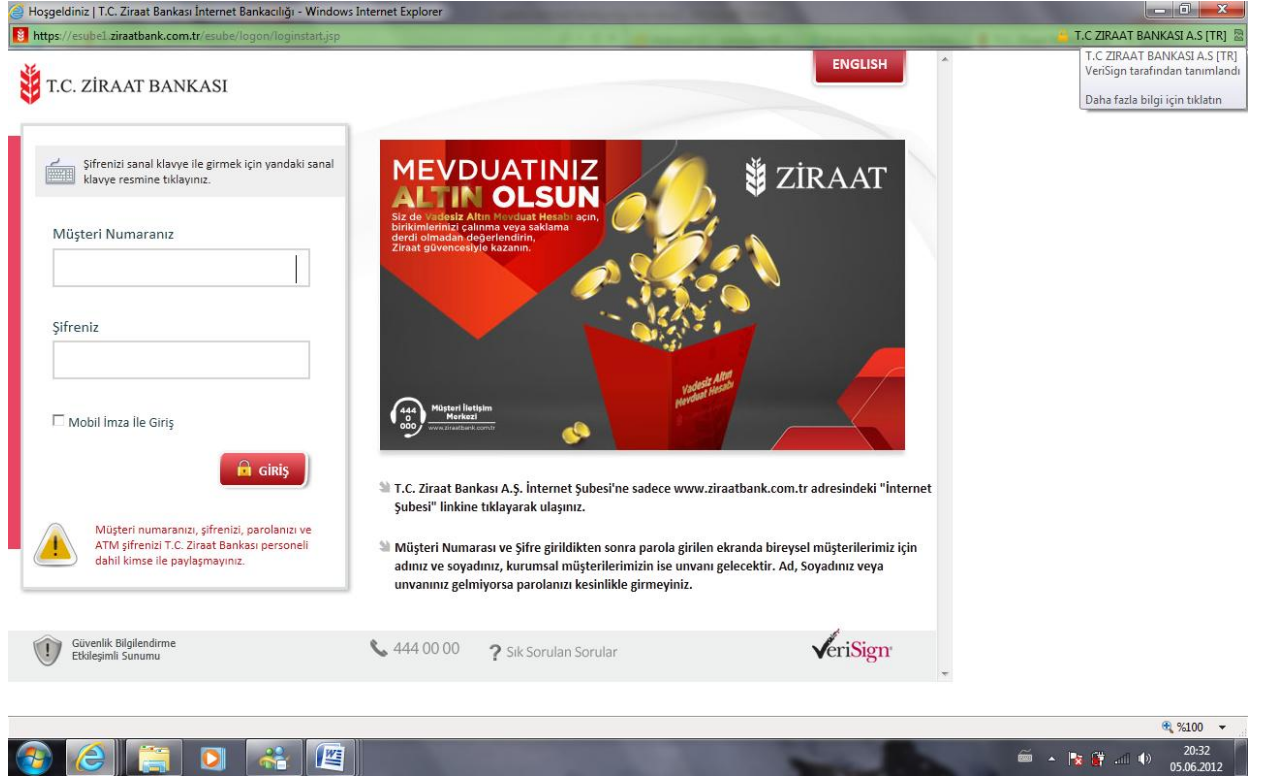 Hoşgeldiniz | T.C. Ziraat Bankası İnternet Bankacılığı - Windows Internet Explorer
https://esube1.ziraatbank.com.tr/esube/logon/loginstart.jsp
T.C ZIRAAT BANKASI A.S [TR]
T.C ZIRAAT BANKASI A.S [TR]
VeriSign tarafından tanımlandı
Daha fazla bilgi için tıklatın
T.C. ZİRAAT BANKASI
ENGLISH
Şifrenizi sanal klavye ile girmek için yandaki sanal
klavye resmine tıklayınız.
Müşteri Numaranız
Şifreniz
Mobil İmza İle Giriş
GİRİŞ
Müşteri numaranızı, şifrenizi, parolanızı ve
ATM şifrenizi T.C. Ziraat Bankası personeli
dahil kimse ile paylaşmayınız.
MEVDUATINIZ
ALTIN OLSUN
Siz de Vadesiz Altın Mevduat Hesabı açın,
birikimlerinizi çalınma veya saklama
derdi olmadan değerlendirin,
Ziraat güvencesiyle kazanın.
ZİRAAT
Vadesiz Altın
Mevduat Hesabı
444
0
000
Müşteri İletişim
Merkezi
www.ziraatbank.com.tr
T.C. Ziraat Bankası A.Ş. İnternet Şubesi'ne sadece www.ziraatbank.com.tr adresindeki "İnternet
Şubesi" linkine tıklayarak ulaşınız.
Müşteri Numarası ve Şifre girildikten sonra parola girilen ekranda bireysel müşterilerimiz için
adınız ve soyadınız, kurumsal müşterilerimizin ise unvanı gelecektir. Ad, Soyadınız veya
unvanınız gelmiyorsa parolanızı kesinlikle girmeyiniz.
Güvenlik Bilgilendirme
Etkileşimli Sunumu
444 00 00
? Sık Sorulan Sorular
VeriSign
%100
20:32
05.06.2012